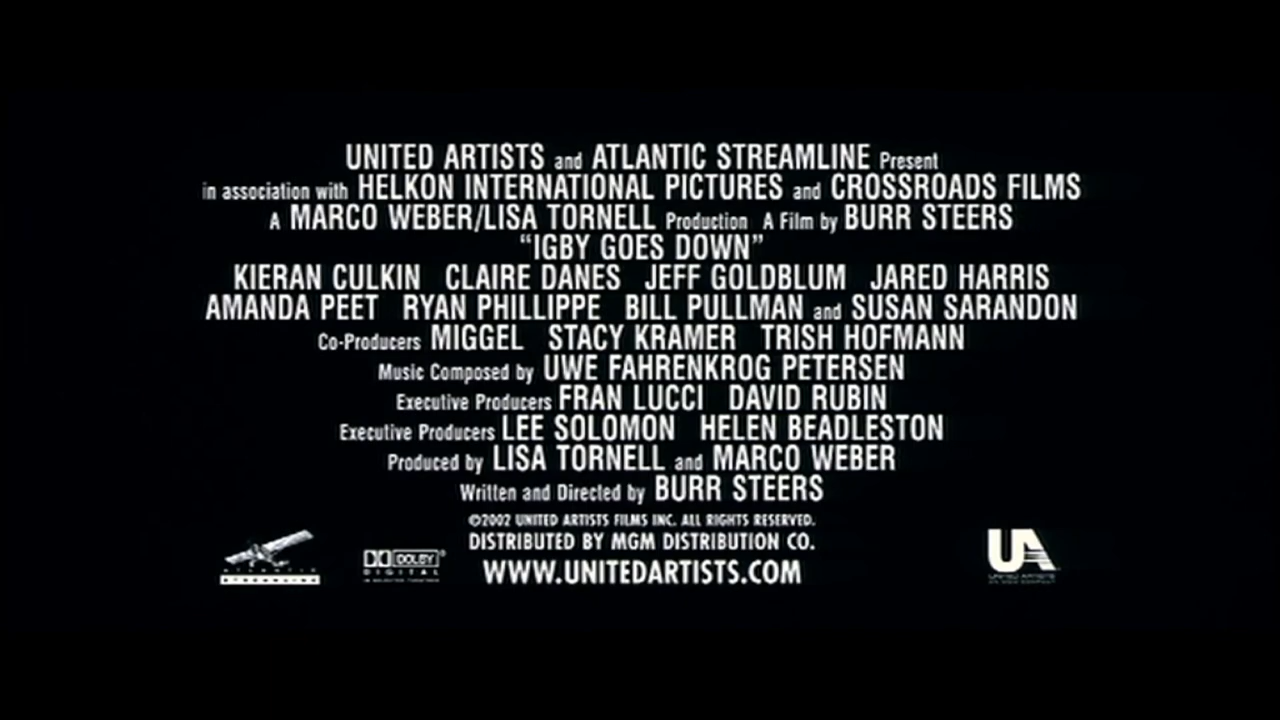 UNITED ARTISTS and ATLANTIC STREAMLINE Present
in association with HELKON INTERNATIONAL PICTURES and CROSSROADS FILMS
A MARCO WEBER/LISA TORNELL Production A Film by BURR STEERS
“IGBY GOES DOWN”
KIERAN CULKIN CLAIRE DANES JEFF GOLDBLUM JARED HARRIS
AMANDA PEET RYAN PHILLIPPE BILL PULLMAN and SUSAN SARANDON
Co-Producers MIGGEL STACY KRAMER TRISH HOFMANN
Music Composed by UWE FAHRENKROG PETERSEN
Executive Producers FRAN LUCCI DAVID RUBIN
Executive Producers LEE SOLOMON HELEN BEADLESTON
Produced by LISA TORNELL and MARCO WEBER
Written and Directed by BURR STEERS
©2002 UNITED ARTISTS FILMS INC. ALL RIGHTS RESERVED.
DISTRIBUTED BY MGM DISTRIBUTION CO.
WWW.UNITEDARTISTS.COM
ATLANTIC
STREAMLINE
DOLBY®
DIGITAL
UA
UNITED ARTISTS